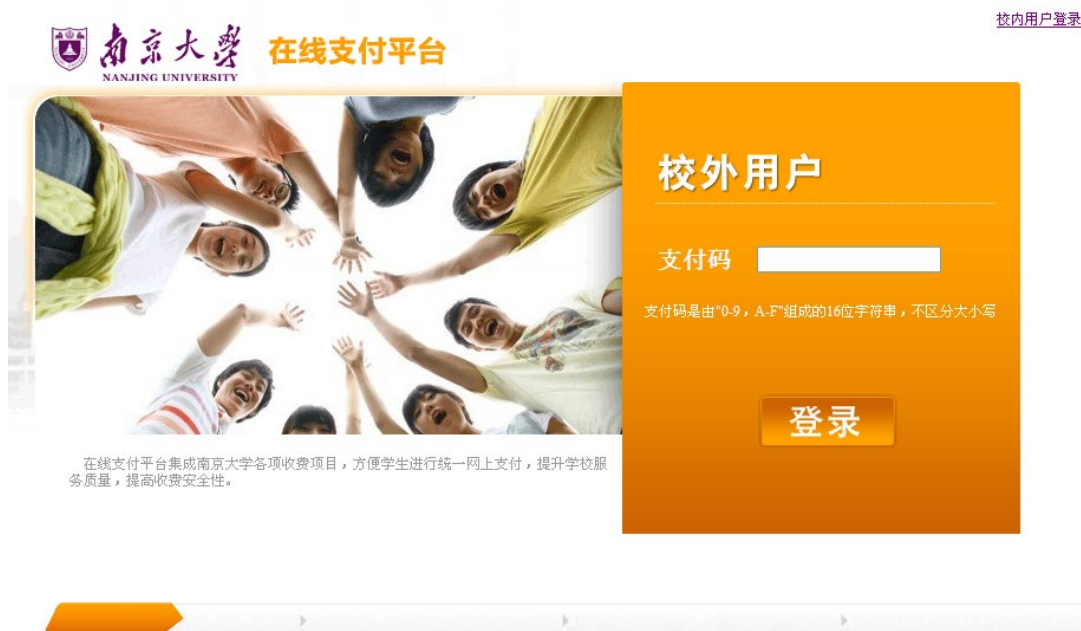 校内用户登录
南京大学
NANJING UNIVERSITY
在线支付平台
校外用户
支付码
支付码是由"0-9，A-F"组成的16位字符串，不区分大小写
登录
在线支付平台集成南京大学各项收费项目，方便学生进行统一网上支付，提升学校服
务质量，提高收费安全性。